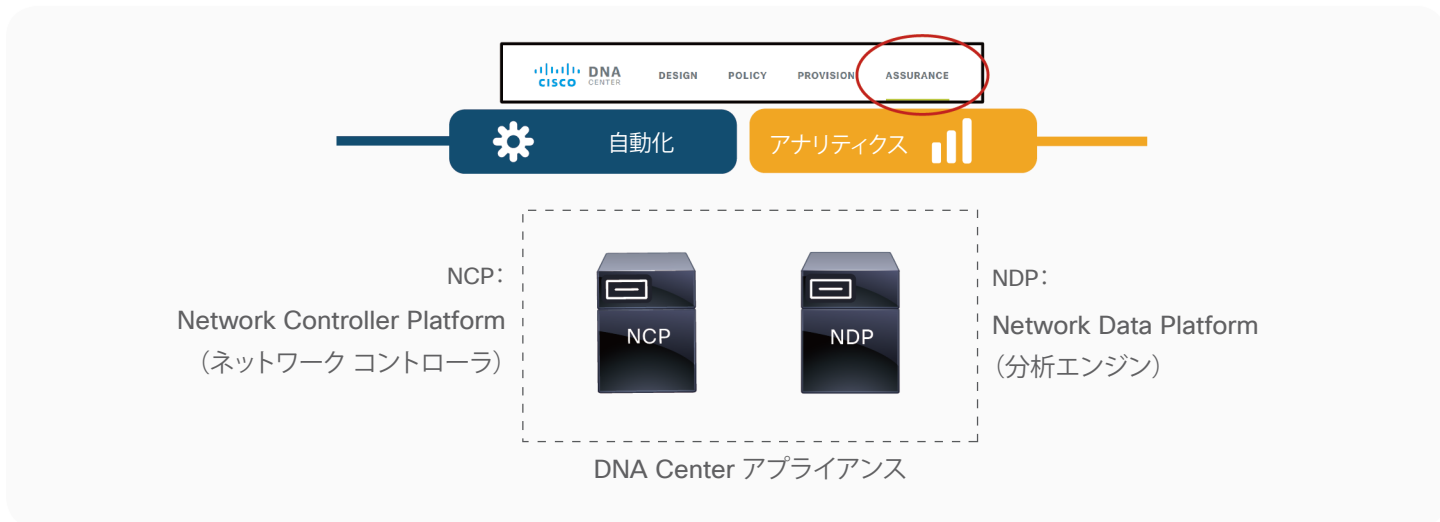 CISCO DNA CENTER DESIGN POLICY PROVISION ASSURANCE
自動化
アナリティクス
NCP:
Network Controller Platform
（ネットワーク コントローラ）
NCP
NDP
NDP:
Network Data Platform
（分析エンジン）
DNA Center アプライアンス